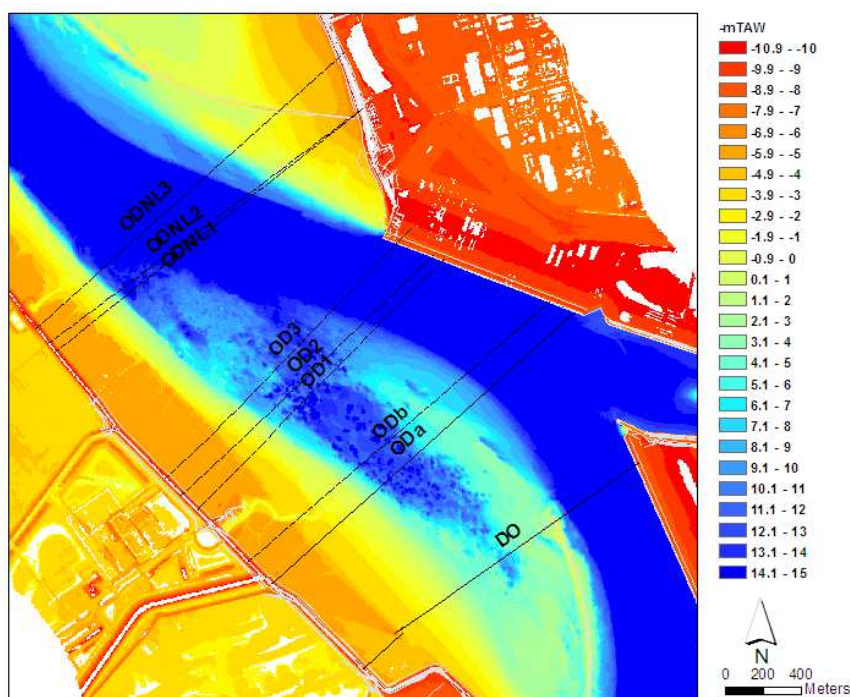 -mTAW
-10.9 - -10
-9.9 - -9
-8.9 - -8
-7.9 - -7
-6.9 - -6
-5.9 - -5
-4.9 - -4
-3.9 - -3
-2.9 - -2
-1.9 - -1
-0.9 - 0
0.1 - 1
1.1 - 2
2.1 - 3
3.1 - 4
4.1 - 5
5.1 - 6
6.1 - 7
7.1 - 8
8.1 - 9
9.1 - 10
10.1 - 11
11.1 - 12
12.1 - 13
13.1 - 14
14.1 - 15
ODNL3
ODNL2
ODNL1
OD3
OD2
OD1
ODb
ODa
DO
N
0 200 400
Meters